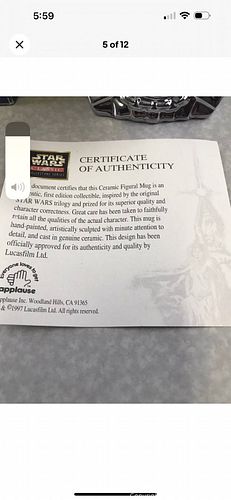 5:59
5 of 12
STAR
WARS
CERTIFICATE
OF AUTHENTICITY
document certifies that this Ceramic Figural Mug is an
first edition collectible, inspired by the original
STAR WARS trilogy and prized for its superior quality and
character correctness. Great care has been taken to faithfully
retain all the qualities of the actual character. This mug is
hand-painted, artistically sculpted with minute attention to
detail, and cast in genuine ceramic. This design has been
officially approved for its authenticity and quality by
Lucasfilm Ltd.
everyone loves to get
applause
pplause Inc. Woodland Hills, CA 91365
& ©1997 Lucasfilm Ltd. All rights reserved.